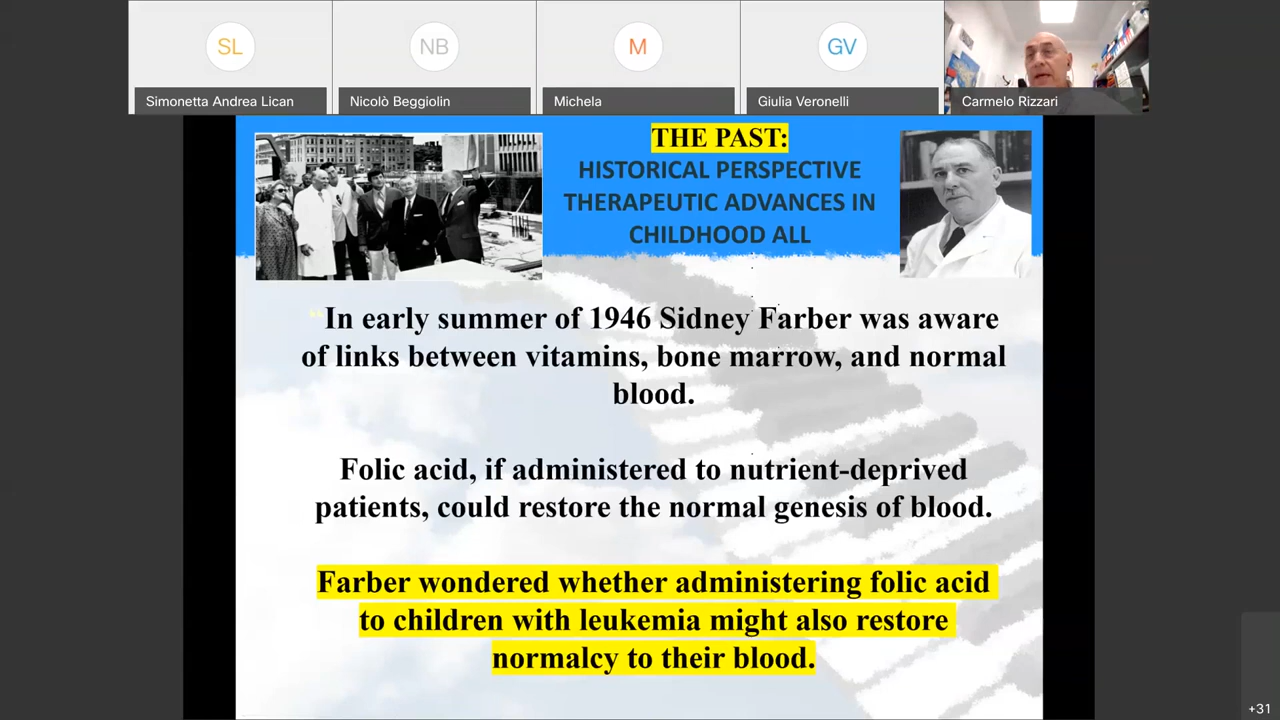 SL
NB
M
GV
Simonetta Andrea Lican
Nicolò Beggiolin
Michela
Giulia Veronelli
Carmelo Rizzari
THE PAST:
HISTORICAL PERSPECTIVE
THERAPEUTIC ADVANCES IN
CHILDHOOD ALL
“In early summer of 1946 Sidney Farber was aware
of links between vitamins, bone marrow, and normal
blood.
Folic acid, if administered to nutrient-deprived
patients, could restore the normal genesis of blood.
Farber wondered whether administering folic acid
to children with leukemia might also restore
normalcy to their blood.
+31